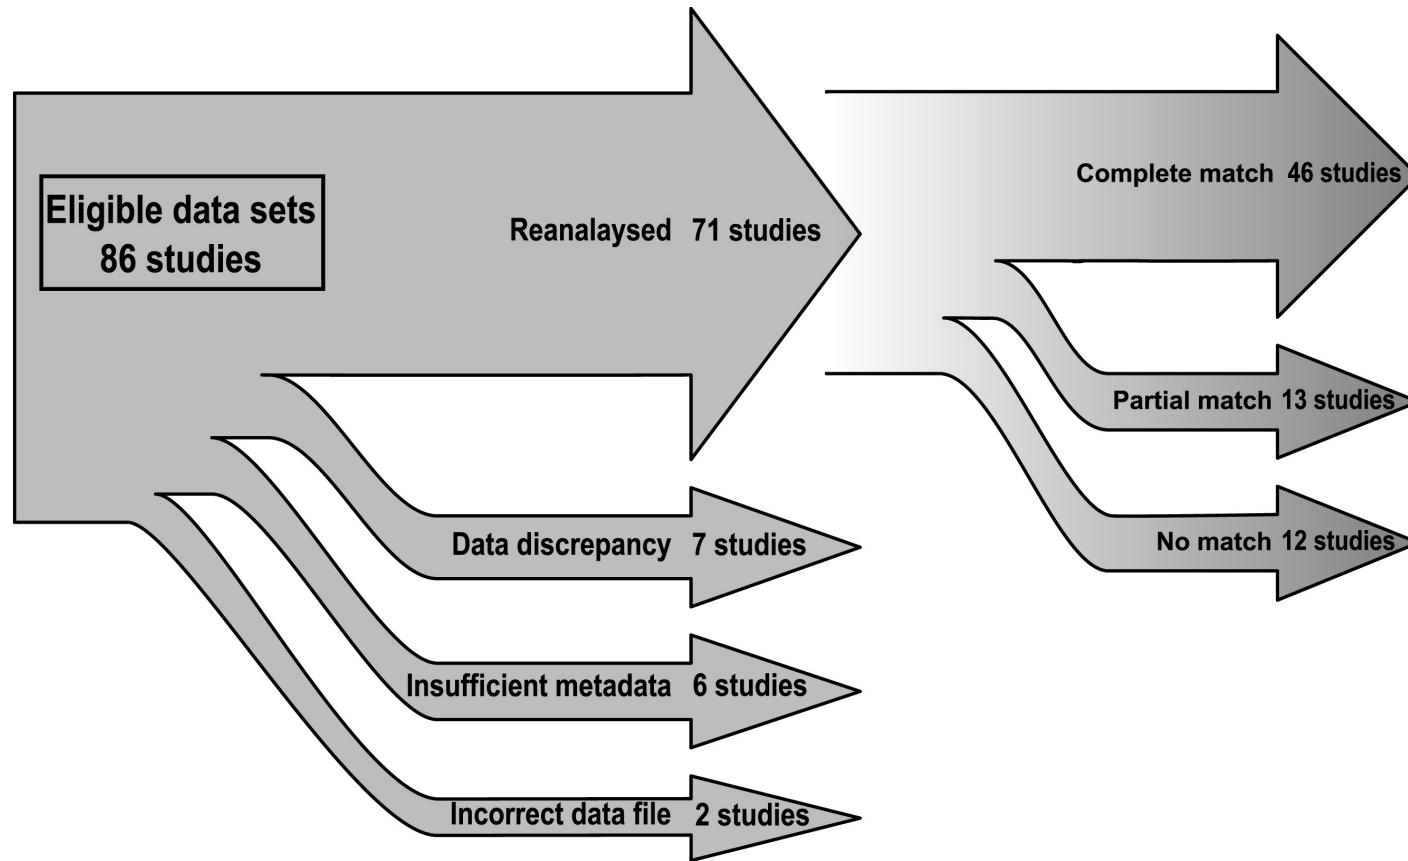 Eligible data sets
86 studies
Reanalaysed 71 studies
Data discrepancy 7 studies
Insufficient metadata 6 studies
Incorrect data file 2 studies
Complete match 46 studies
Partial match 13 studies
No match 12 studies